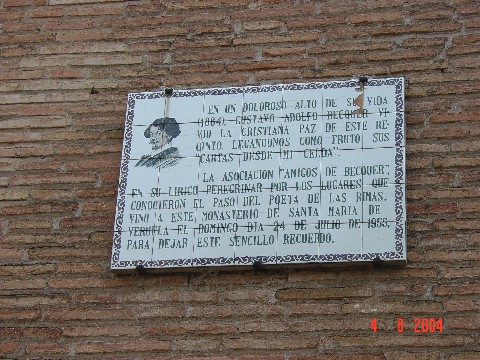 EN UN DOLOROSO ALTO DE SU VIDA
(1864), GUSTAVO ADOLFO BECQUER VI
VIO LA CRISTIANA PAZ DE ESTE RE-
CINTO, LEGANDONOS COMO FRUTO SUS
"CARTAS DESDE MI CELDA".
LA ASOCIACION "AMIGOS DE BECQUER",
EN SU LIRICO PEREGRINAR POR LOS LUGARES QUE
CONOCIERON EL PASO DEL POETA DE LAS RIMAS,
VINO A ESTE MONASTERIO DE SANTA MARIA DE
VERUELA EL DOMINGO DIA 24 DE JULIO DE 1955,
PARA DEJAR ESTE SENCILLO RECUERDO.
4 8 2004